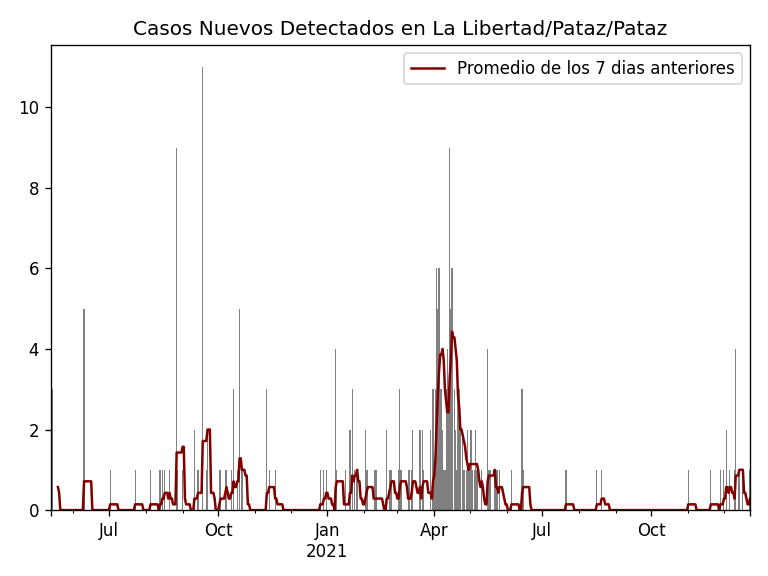 Casos Nuevos Detectados en La Libertad/Pataz/Pataz
Promedio de los 7 dias anteriores
10
8
6
4
2
0
Jul Oct Jan Apr Jul Oct
2021